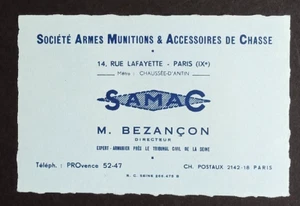 SOCIÉTÉ ARMES MUNITIONS & ACCESSOIRES DE CHASSE
14, RUE LAFAYETTE - PARIS (IXe)
Métro : CHAUSSÉE-D'ANTIN
SAMAC
M. BEZANÇON
DIRECTEUR
EXPERT-ARMURIER PRÈS LE TRIBUNAL CIVIL DE LA SEINE
Téléph. : PROvence 52-47
CH. POSTAUX 2142-18 PARIS
R. C. SEINE